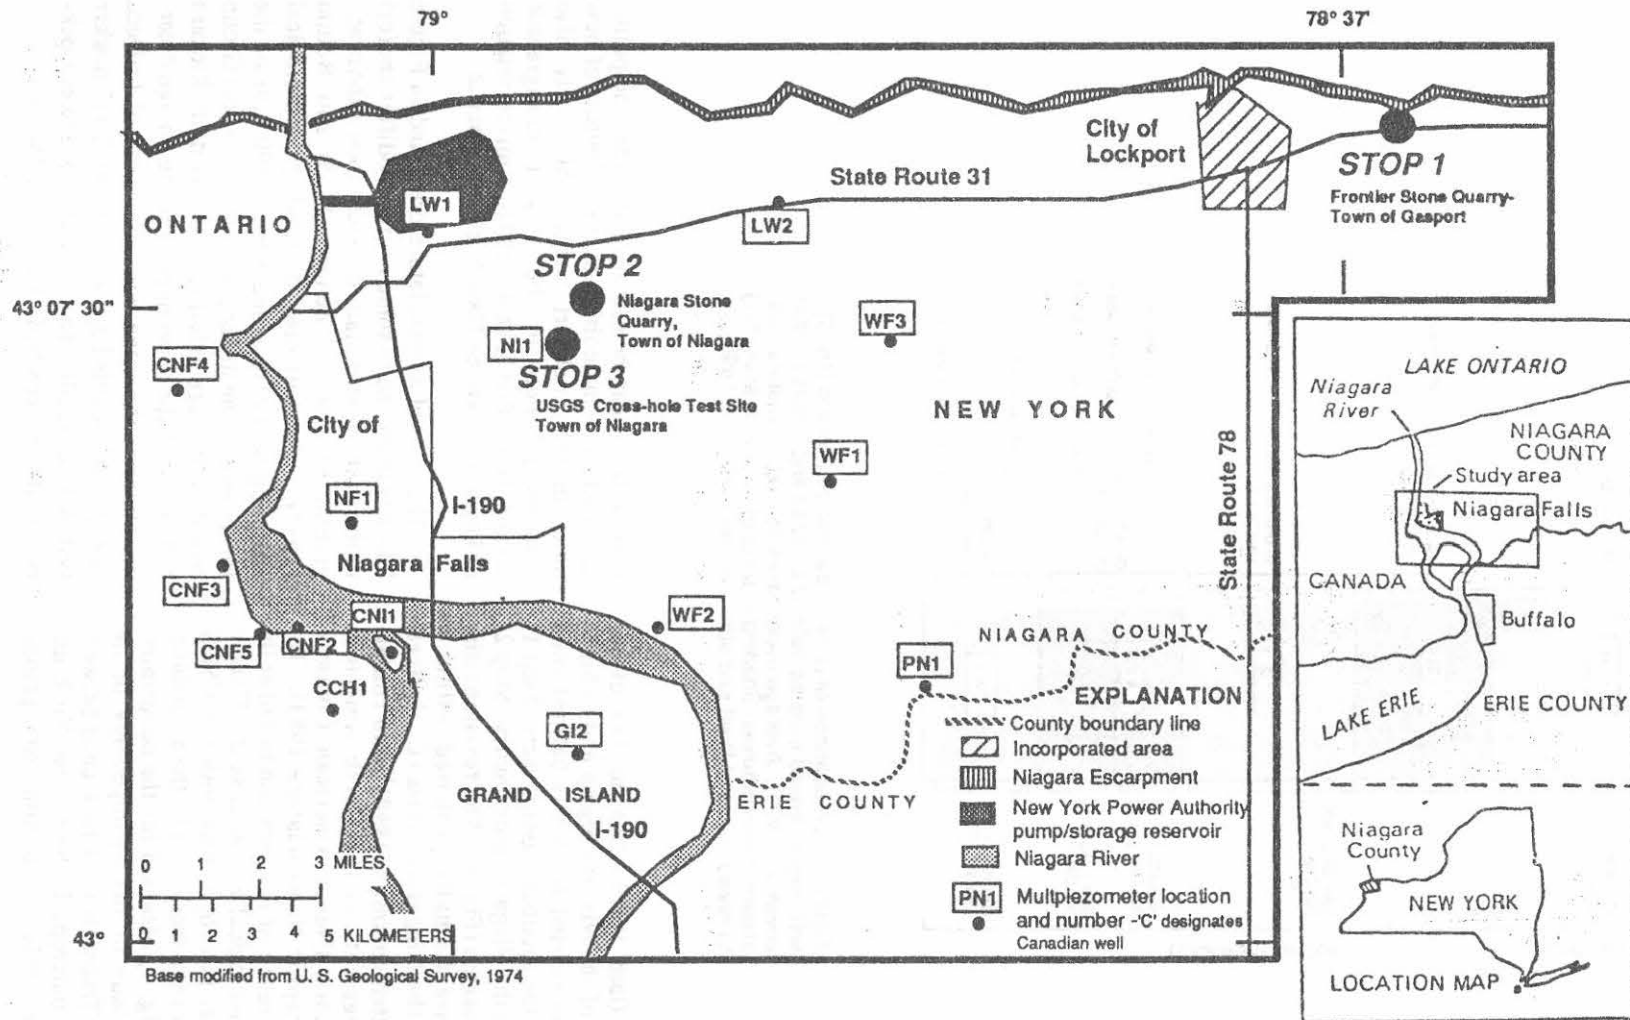 79°
78° 37'
City of
Lockport
STOP 1
Frontier Stone Quarry-
Town of Gasport
State Route 31
LW1
LW2
ONTARIO
STOP 2
Niagara Stone
Quarry,
Town of Niagara
43° 07' 30"
NI1
STOP 3
USGS Cross-hole Test Site
Town of Niagara
WF3
CNF4
NEW YORK
City of
WF1
State Route 78
NF1
I-190
Niagara Falls
CNF3
CNI1
WF2
CNF5
CNF2
CCH1
NIAGARA COUNTY
PN1
GI2
GRAND ISLAND
I-190
ERIE COUNTY
EXPLANATION
County boundary line
Incorporated area
Niagara Escarpment
New York Power Authority
pump/storage reservoir
Niagara River
PN1 Multpiezometer location
and number -'C' designates
Canadian well
0 1 2 3 MILES
0 1 2 3 4 5 KILOMETERS
43°
Base modified from U. S. Geological Survey, 1974
LAKE ONTARIO
Niagara
River
NIAGARA
COUNTY
Study area
Niagara Falls
CANADA
Buffalo
LAKE ERIE
ERIE COUNTY
Niagara
County
NEW YORK
LOCATION MAP